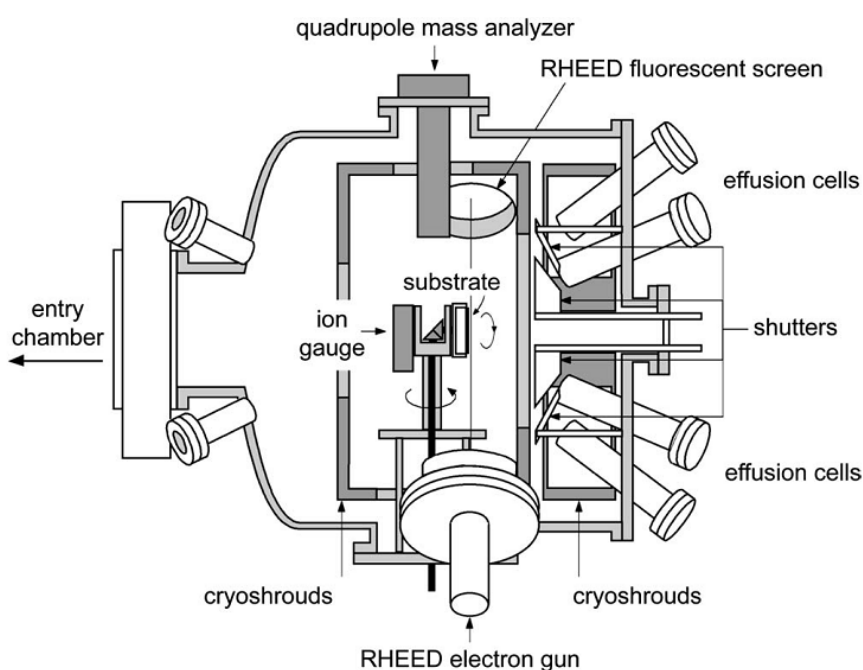 quadrupole mass analyzer
RHEED fluorescent screen
effusion cells
substrate
entry
chamber
ion
gauge
shutters
effusion cells
cryoshrouds
cryoshrouds
RHEED electron gun